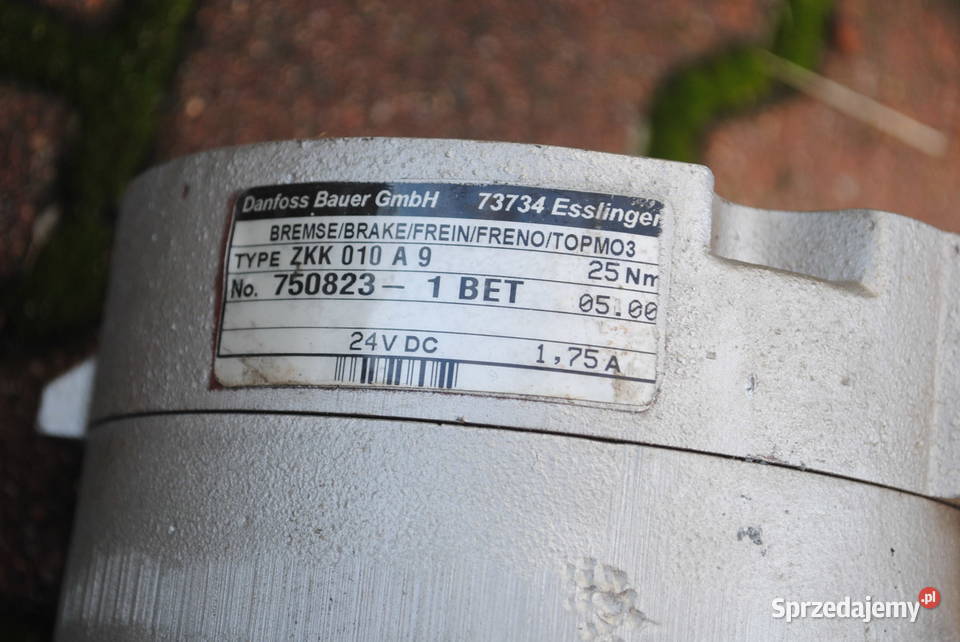 Danfoss Bauer GmbH 73734 Esslingen
BREMSE/BRAKE/FREIN/FRENO/TOPMO3
TYPE ZKK 010 A 9 25 Nm
No. 750823- 1 BET 05.00
24V DC 1,75A
Sprzedajemy.pl